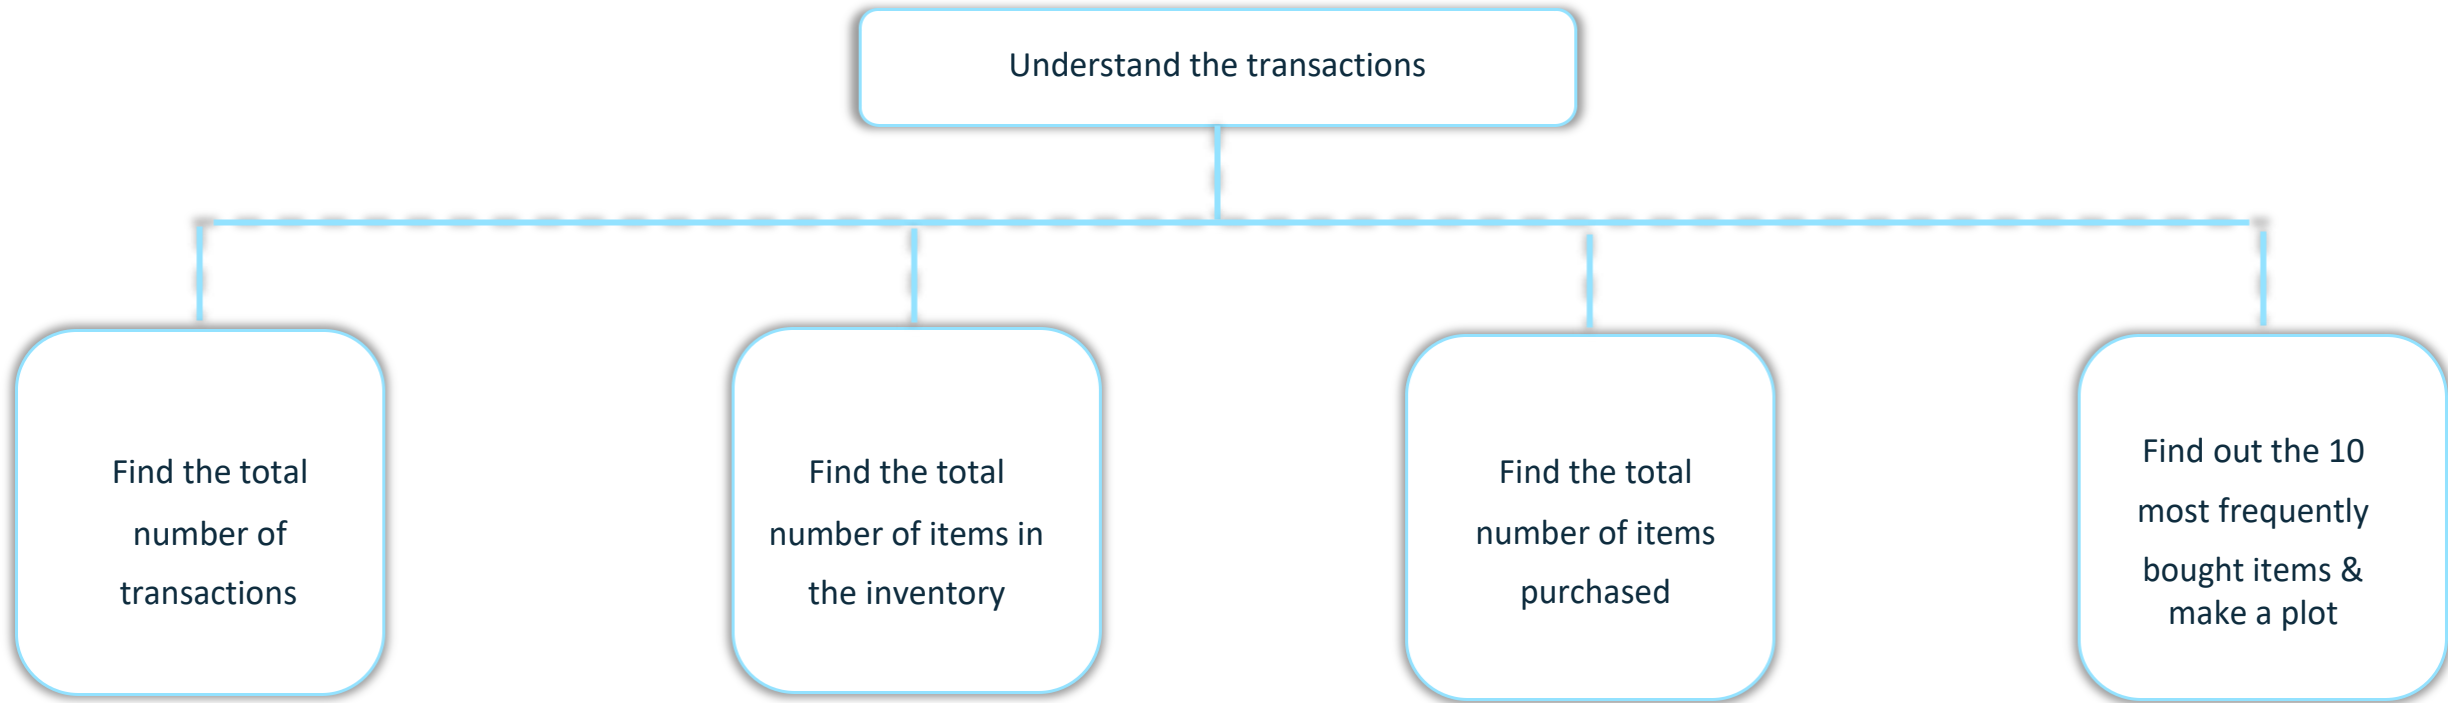 Understand the transactions
Find the total
number of
transactions
Find the total
number of items in
the inventory
Find the total
number of items
purchased
Find out the 10
most frequently
bought items &
make a plot